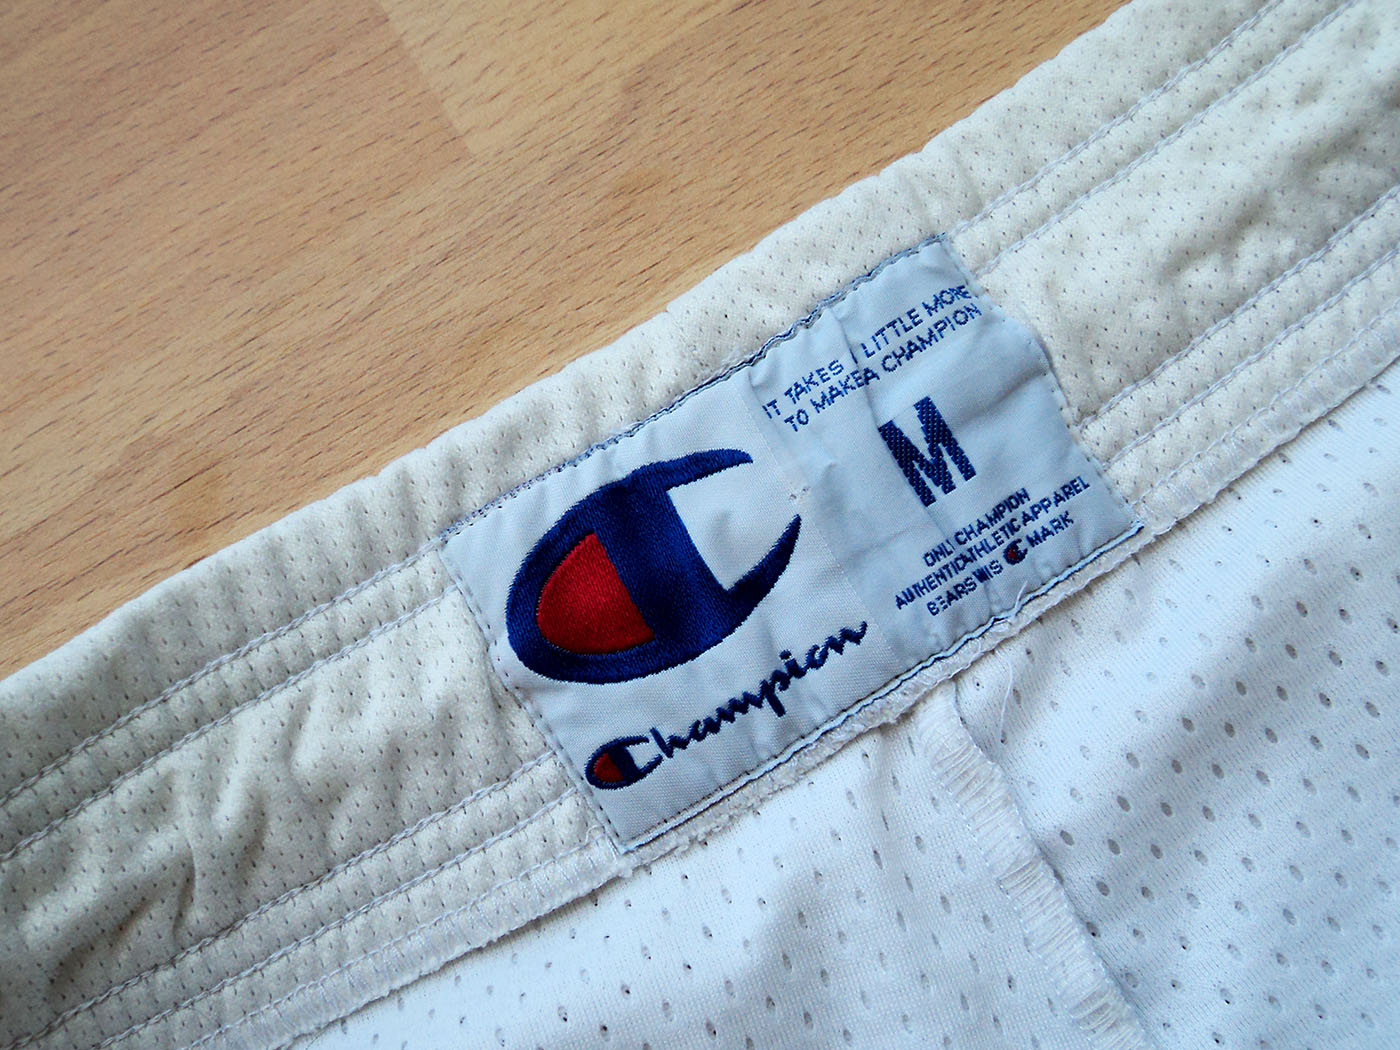 Champion
IT TAKES A LITTLE MORE
TO MAKE A CHAMPION
M
ONLY CHAMPION
AUTHENTIC ATHLETIC APPAREL
BEARS THIS C MARK